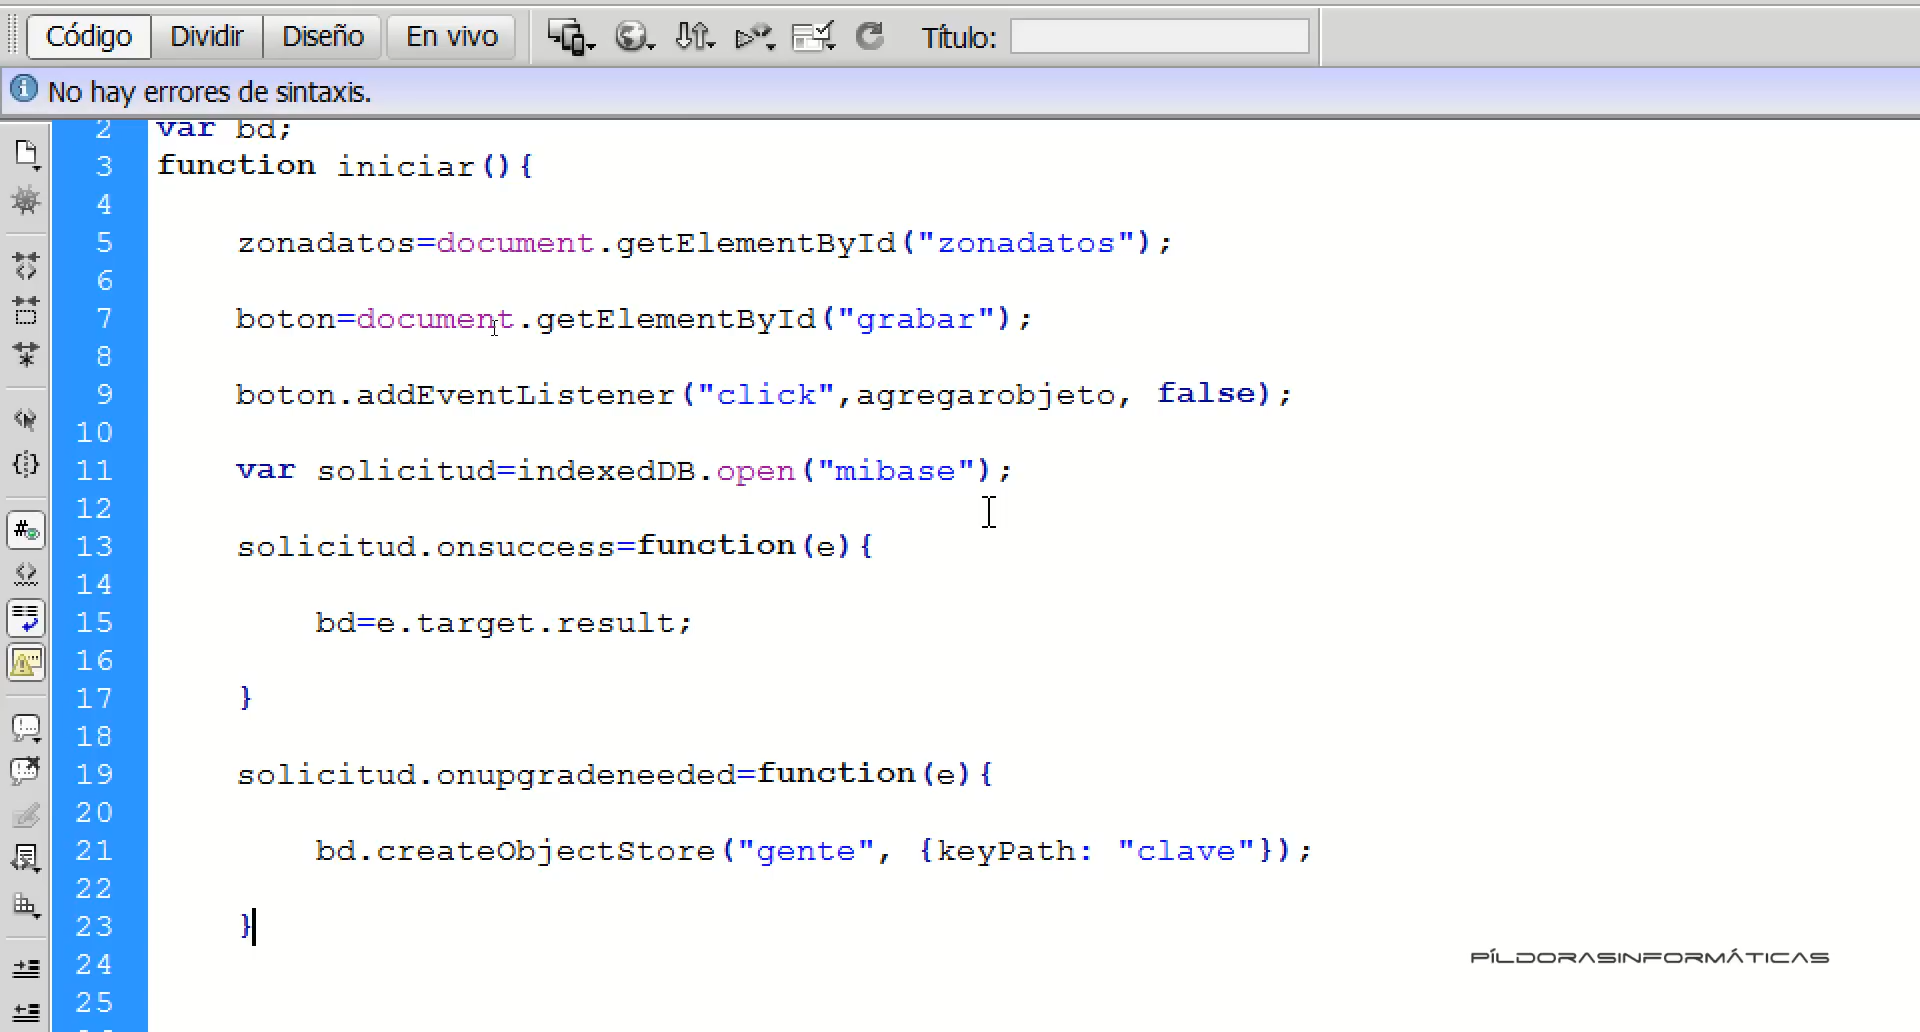 Código Dividir Diseño En vivo Título:
No hay errores de sintaxis.
2 var bd;
3 function iniciar(){
4
5 zonadatos=document.getElementById("zonadatos");
6
7 boton=document.getElementById("grabar");
8
9 boton.addEventListener("click",agregarobjeto, false);
10
11 var solicitud=indexedDB.open("mibase");
12
13 solicitud.onsuccess=function(e){
14
15 bd=e.target.result;
16
17 }
18
19 solicitud.onupgradeneeded=function(e){
20
21 bd.createObjectStore("gente", {keyPath: "clave"});
22
23 }
24
25
PÍLDORASINFORMÁTICAS